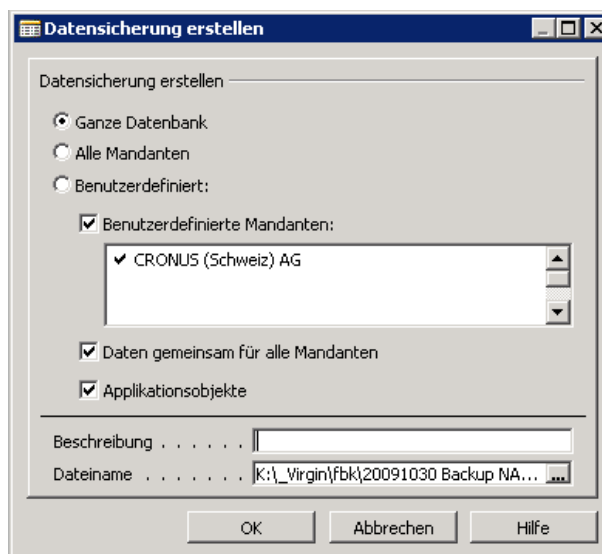 Datensicherung erstellen
Datensicherung erstellen
Ganze Datenbank
Alle Mandanten
Benutzerdefiniert:
Benutzerdefinierte Mandanten:
CRONUS (Schweiz) AG
Daten gemeinsam für alle Mandanten
Applikationsobjekte
Beschreibung . . . . . .
Dateiname . . . . . . . K:\_Virgin\fbk\20091030 Backup NA... ...
OK Abbrechen Hilfe